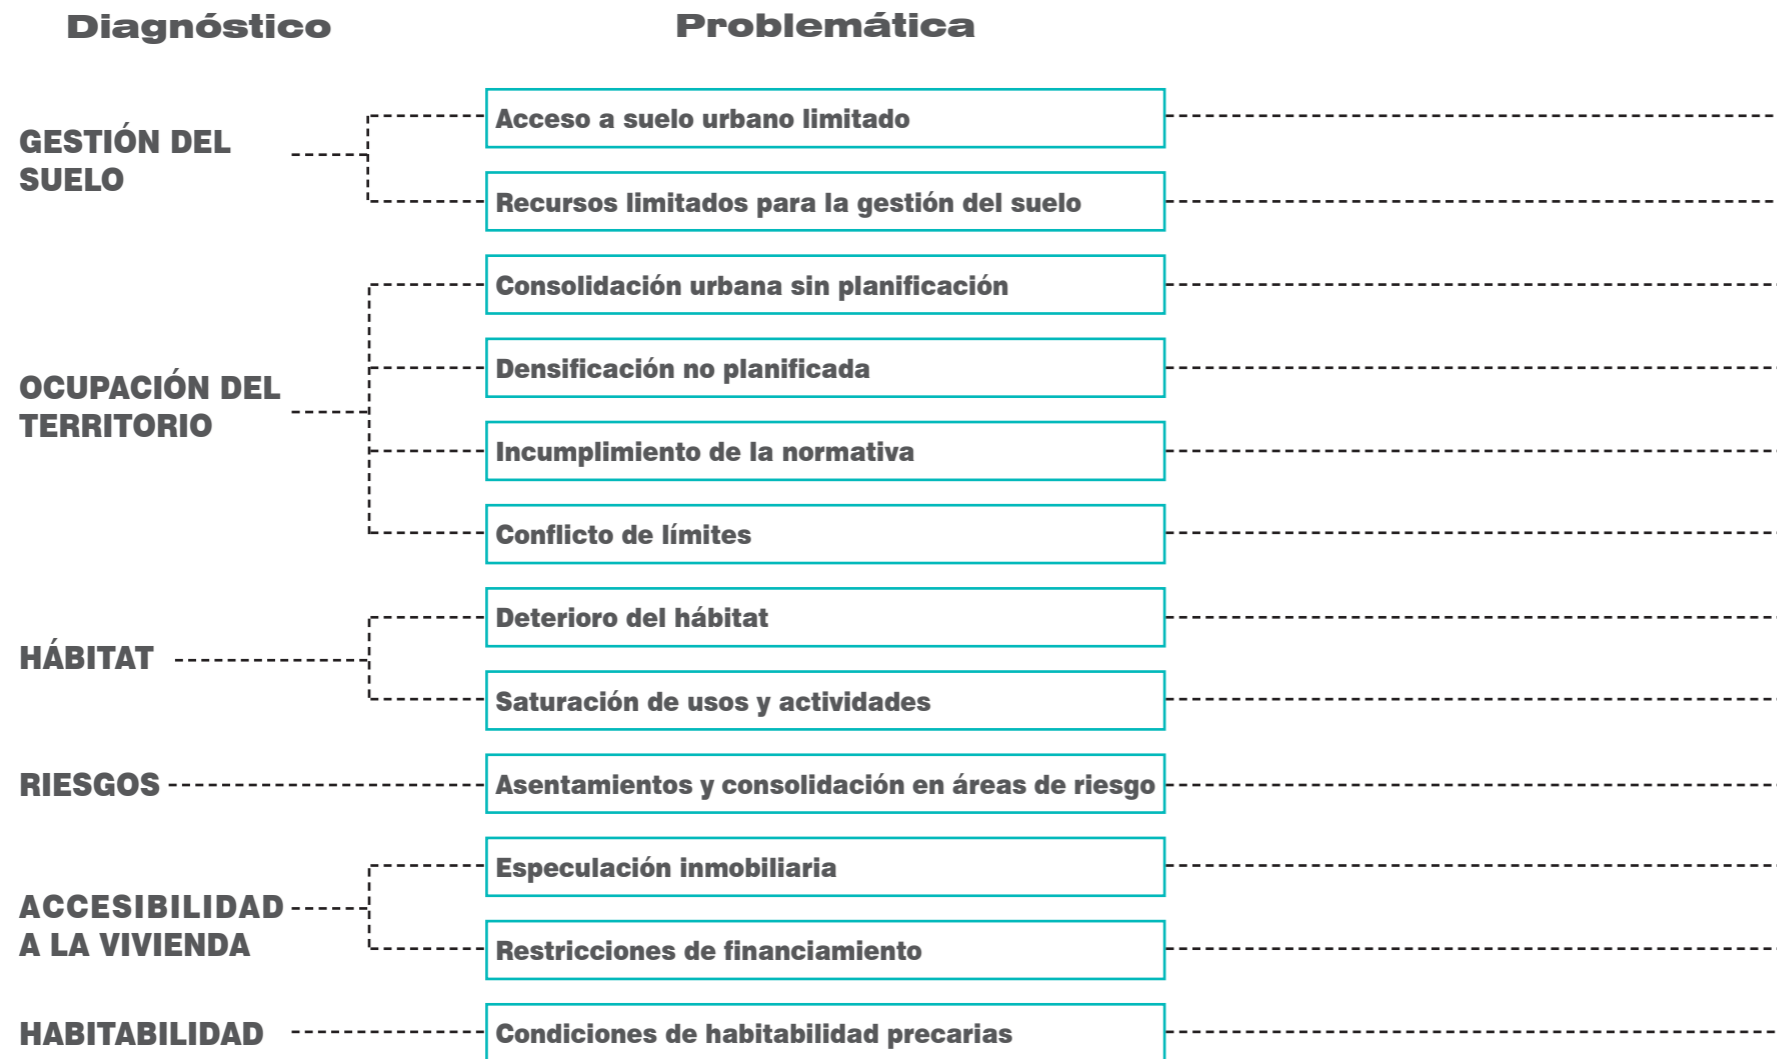 Diagnóstico
Problemática
GESTIÓN DEL
SUELO
Acceso a suelo urbano limitado
Recursos limitados para la gestión del suelo
OCUPACIÓN DEL
TERRITORIO
Consolidación urbana sin planificación
Densificación no planificada
Incumplimiento de la normativa
Conflicto de límites
HÁBITAT
Deterioro del hábitat
Saturación de usos y actividades
RIESGOS
Asentamientos y consolidación en áreas de riesgo
ACCESIBILIDAD
A LA VIVIENDA
Especulación inmobiliaria
Restricciones de financiamiento
HABITABILIDAD
Condiciones de habitabilidad precarias